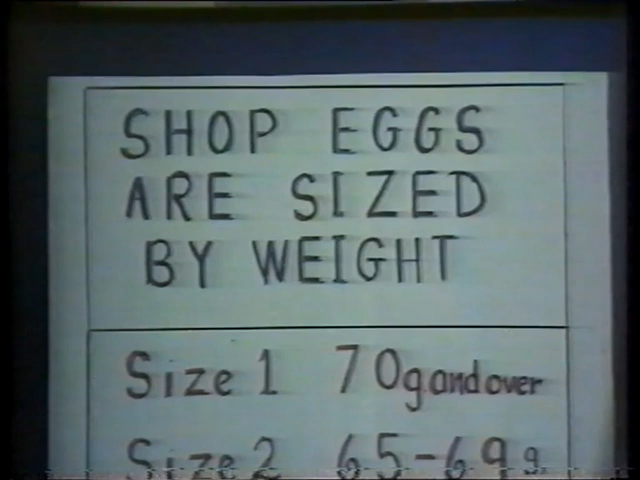 SHOP EGGS
ARE SIZED
BY WEIGHT
Size 1 70g and over
Size 2 65-69g